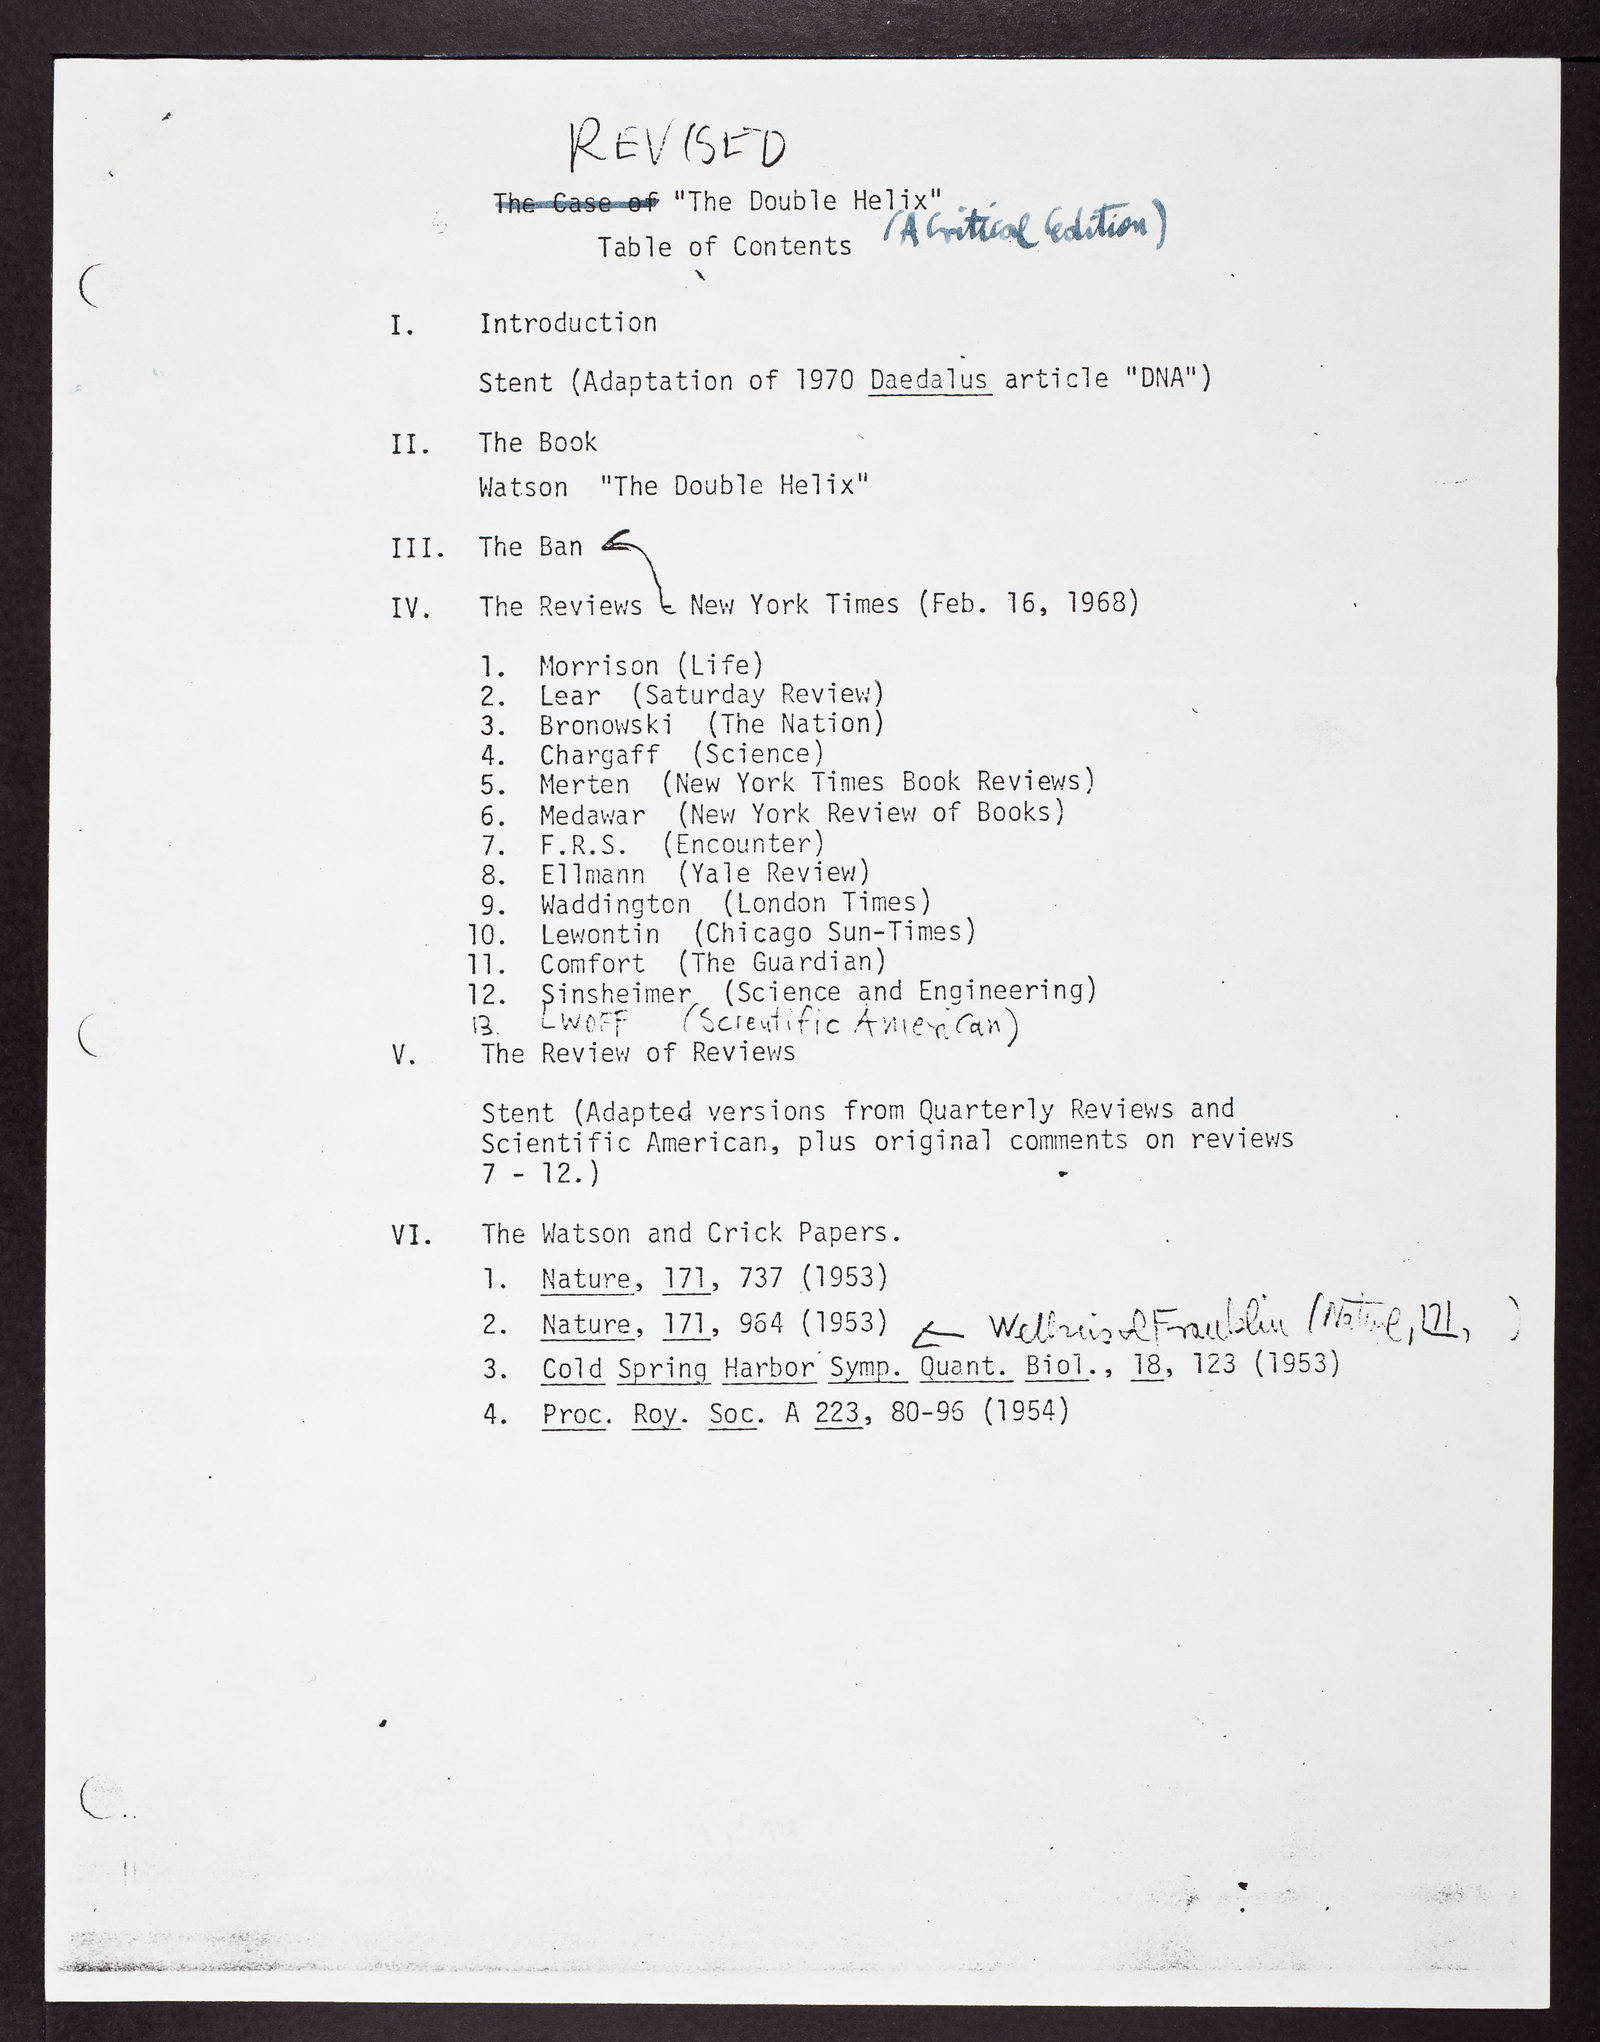 REVISED
The Case of "The Double Helix"
(A Critical Edition)
Table of Contents
I. Introduction
Stent (Adaptation of 1970 Daedalus article "DNA")
II. The Book
Watson "The Double Helix"
III. The Ban
IV. The Reviews New York Times (Feb. 16, 1968)
1. Morrison (Life)
2. Lear (Saturday Review)
3. Bronowski (The Nation)
4. Chargaff (Science)
5. Merten (New York Times Book Reviews)
6. Medawar (New York Review of Books)
7. F.R.S. (Encounter)
8. Ellmann (Yale Review)
9. Waddington (London Times)
10. Lewontin (Chicago Sun-Times)
11. Comfort (The Guardian)
12. Sinsheimer (Science and Engineering)
13. LWOFF (Scientific American)
V. The Review of Reviews
Stent (Adapted versions from Quarterly Reviews and
Scientific American, plus original comments on reviews
7 - 12.)
VI. The Watson and Crick Papers.
1. Nature, 171, 737 (1953)
2. Nature, 171, 964 (1953) Franklin (Nature, 171, )
3. Cold Spring Harbor Symp. Quant. Biol., 18, 123 (1953)
4. Proc. Roy. Soc. A 223, 80-96 (1954)